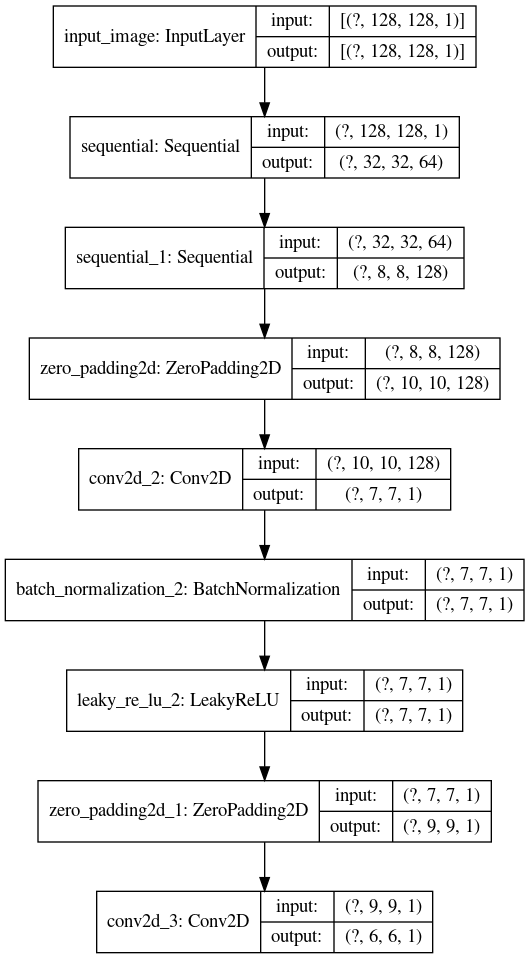 input_image: InputLayer
input: [(?, 128, 128, 1)]
output: [(?, 128, 128, 1)]
sequential: Sequential
input: (?, 128, 128, 1)
output: (?, 32, 32, 64)
sequential_1: Sequential
input: (?, 32, 32, 64)
output: (?, 8, 8, 128)
zero_padding2d: ZeroPadding2D
input: (?, 8, 8, 128)
output: (?, 10, 10, 128)
conv2d_2: Conv2D
input: (?, 10, 10, 128)
output: (?, 7, 7, 1)
batch_normalization_2: BatchNormalization
input: (?, 7, 7, 1)
output: (?, 7, 7, 1)
leaky_re_lu_2: LeakyReLU
input: (?, 7, 7, 1)
output: (?, 7, 7, 1)
zero_padding2d_1: ZeroPadding2D
input: (?, 7, 7, 1)
output: (?, 9, 9, 1)
conv2d_3: Conv2D
input: (?, 9, 9, 1)
output: (?, 6, 6, 1)